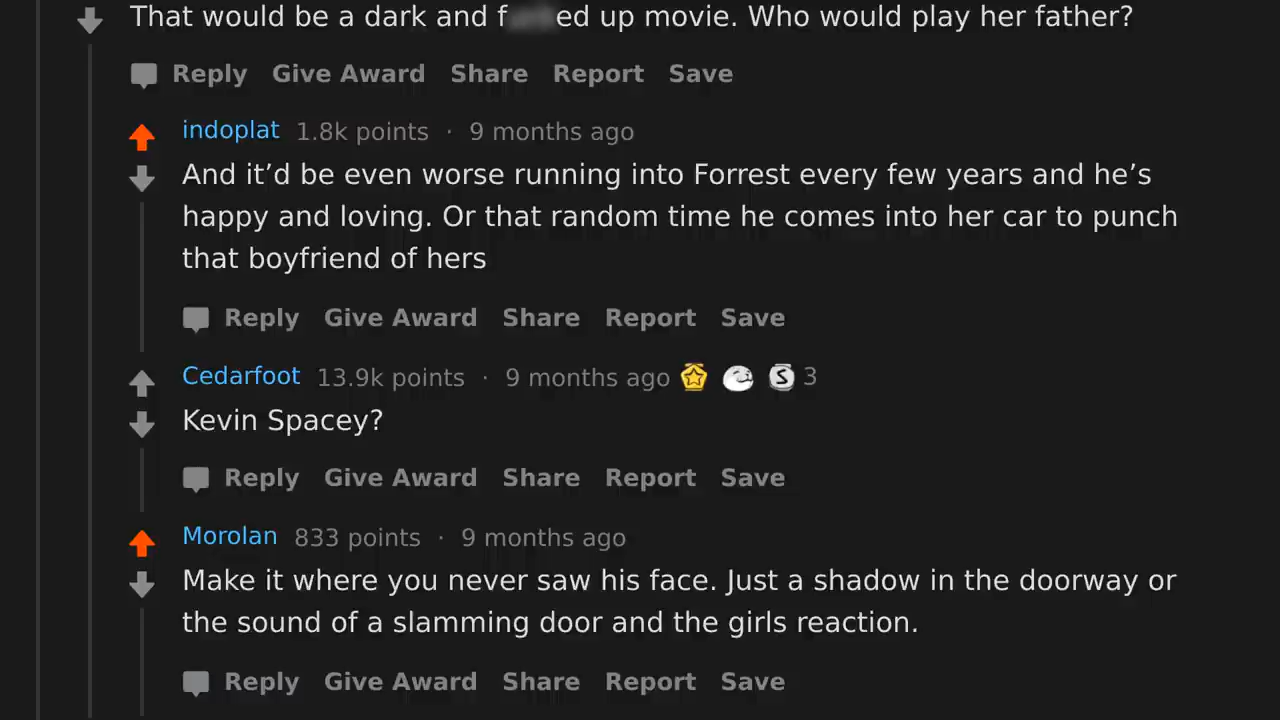 That would be a dark and f ed up movie. Who would play her father?
Reply Give Award Share Report Save
indoplat 1.8k points · 9 months ago
And it’d be even worse running into Forrest every few years and he’s
happy and loving. Or that random time he comes into her car to punch
that boyfriend of hers
Reply Give Award Share Report Save
Cedarfoot 13.9k points · 9 months ago S 3
Kevin Spacey?
Reply Give Award Share Report Save
Morolan 833 points · 9 months ago
Make it where you never saw his face. Just a shadow in the doorway or
the sound of a slamming door and the girls reaction.
Reply Give Award Share Report Save